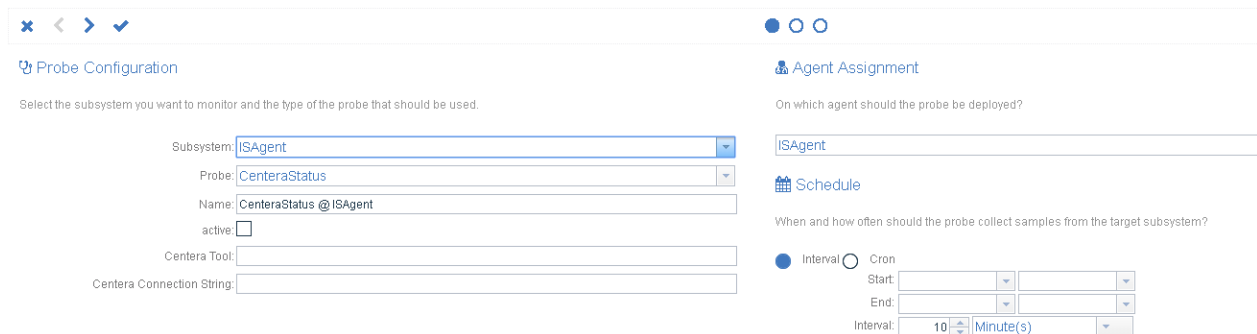 Probe Configuration
Select the subsystem you want to monitor and the type of the probe that should be used.
Subsystem: ISAgent
Probe: CenteraStatus
Name: CenteraStatus @ ISAgent
active:
Centera Tool:
Centera Connection String:
Agent Assignment
On which agent should the probe be deployed?
ISAgent
Schedule
When and how often should the probe collect samples from the target subsystem?
Interval Cron
Start:
End:
Interval: 10 Minute(s)